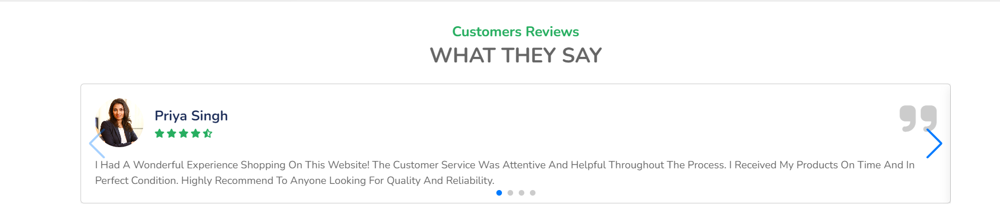 Customers Reviews
WHAT THEY SAY
Priya Singh
I Had A Wonderful Experience Shopping On This Website! The Customer Service Was Attentive And Helpful Throughout The Process. I Received My Products On Time And In
Perfect Condition. Highly Recommend To Anyone Looking For Quality And Reliability.